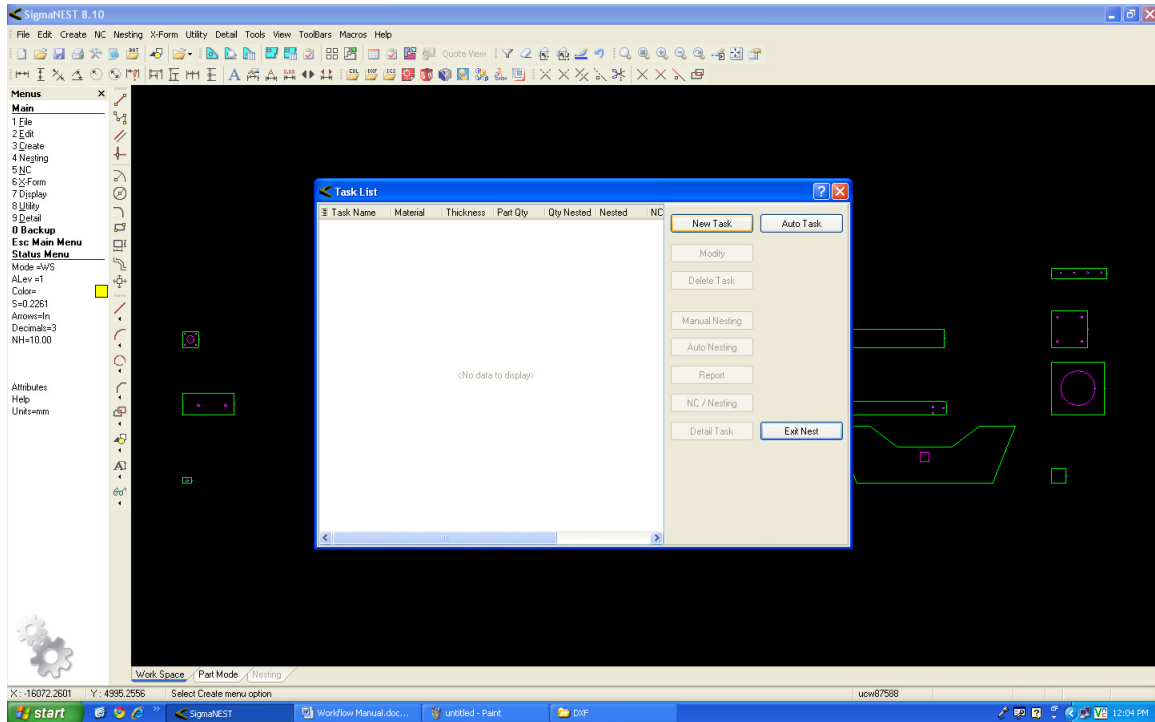 SigmaNEST 8.10
File Edit Create NC Nesting X-Form Utility Detail Tools View ToolBars Macros Help
Quote View
Menus x
Main
1 File
2 Edit
3 Create
4 Nesting
5 NC
6 X-Form
7 Display
8 Utility
9 Detail
0 Backup
Esc Main Menu
Status Menu
Mode =WS
ALev =1
Color=
S=0.2261
Arrows=In
Decimals=3
NH=10.00
Attributes
Help
Units=mm
Task List
Task Name Material Thickness Part Qty Qty Nested Nested NC
<No data to display>
New Task Auto Task
Modify
Delete Task
Manual Nesting
Auto Nesting
Report
NC / Nesting
Detail Task Exit Nest
Work Space Part Mode Nesting
X : -16072.2601 Y : 4995.2556 Select Create menu option ucw87588
start SigmaNEST Workflow Manual.doc... untitled - Paint DXF 12:04 PM